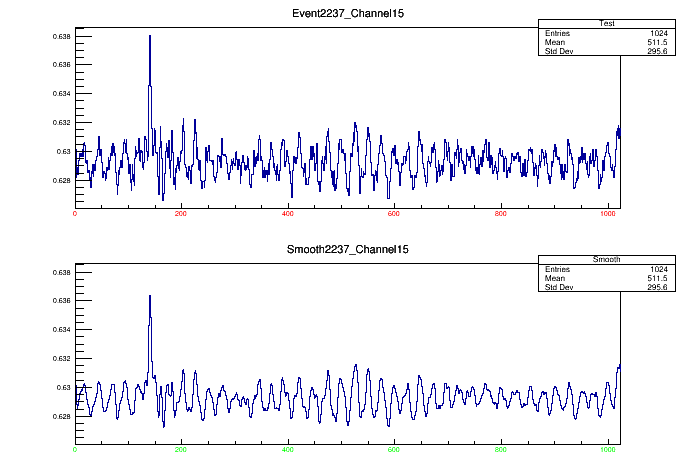 Event2237_Channel15
Test
Entries 1024
Mean 511.5
Std Dev 295.6
0.638
0.636
0.634
0.632
0.63
0.628
0 200 400 600 800 1000
Smooth2237_Channel15
Smooth
Entries 1024
Mean 511.5
Std Dev 295.6
0.638
0.636
0.634
0.632
0.63
0.628
0 200 400 600 800 1000